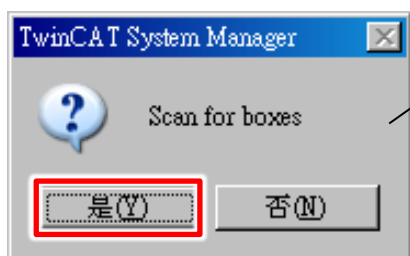 TwinCAT System Manager
Scan for boxes
是(Y)
否(N)